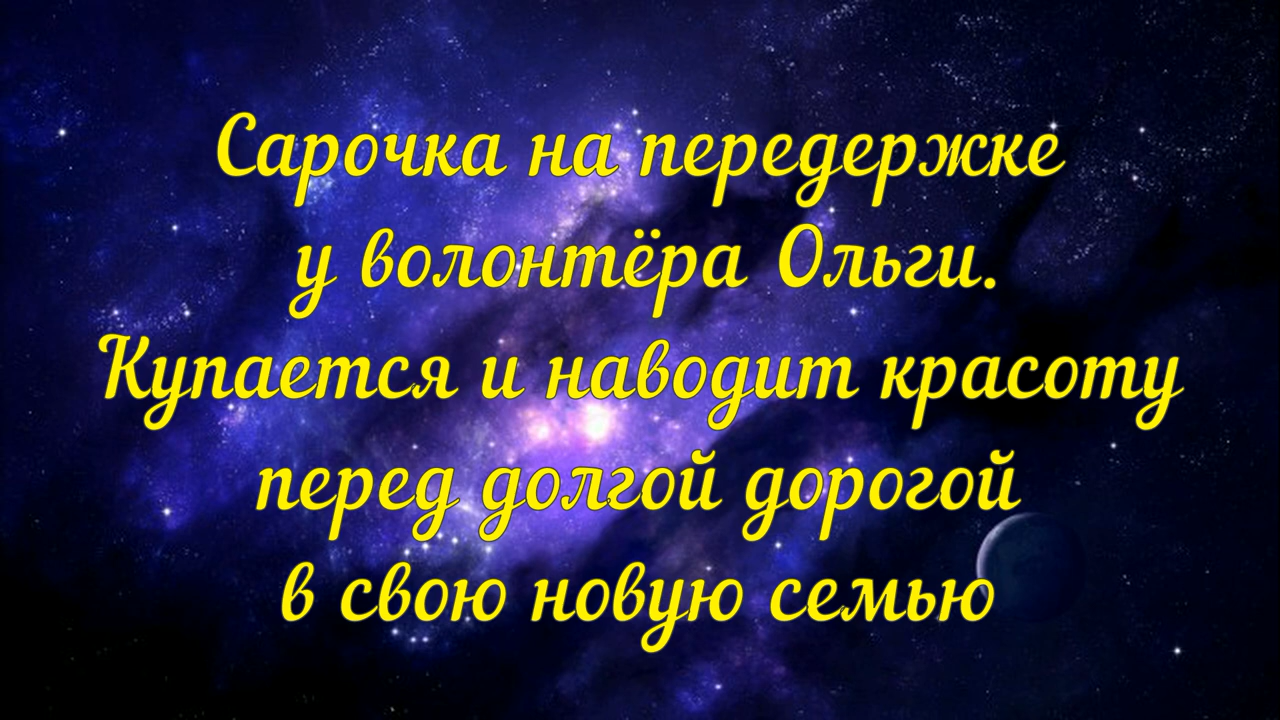 Сарочка на передержке
у волонтёра Ольги.
Купается и наводит красоту
перед долгой дорогой
в свою новую семью